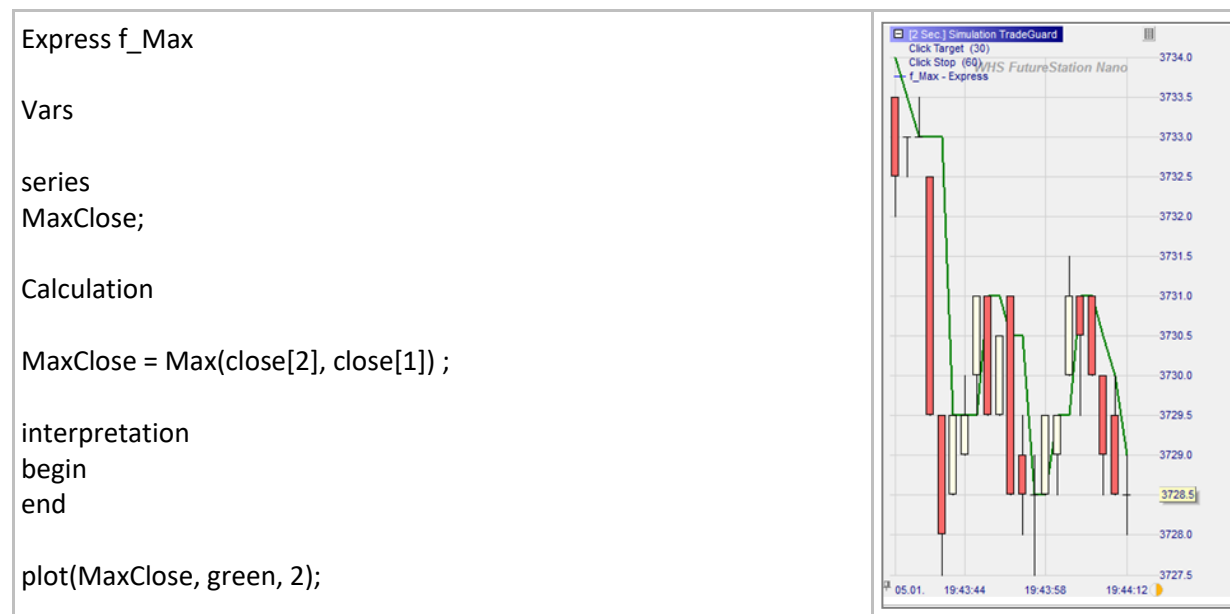 Express f_Max
Vars
series
MaxClose;
Calculation
MaxClose = Max(close[2], close[1]) ;
interpretation
begin
end
plot(MaxClose, green, 2);
[2 Sec.] Simulation TradeGuard
Click Target (30)
Click Stop (60)
WHS FutureStation Nano
f_Max - Express
3734.0
3733.5
3733.0
3732.5
3732.0
3731.5
3731.0
3730.5
3730.0
3729.5
3729.0
3728.5
3728.0
3727.5
05.01. 19:43:44 19:43:58 19:44:12